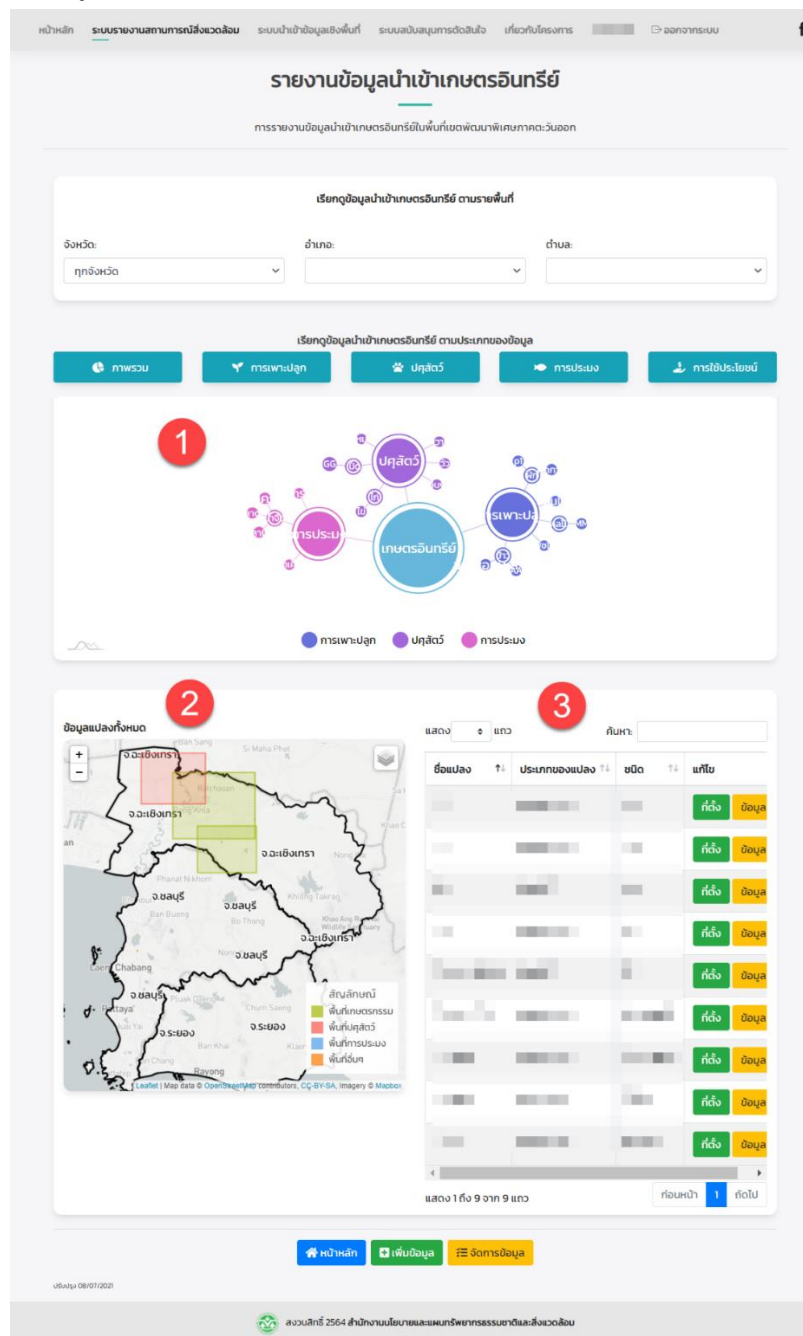 หน้าหลัก ระบบรายงานสถานการณ์สิ่งแวดล้อม ระบบนำเข้าข้อมูลเชิงพื้นที่ ระบบสนับสนุนการตัดสินใจ เกี่ยวกับโครงการ ออกจากระบบ
รายงานข้อมูลนำเข้าเกษตรอินทรีย์
การรายงานข้อมูลนำเข้าเกษตรอินทรีย์ในพื้นที่เขตพัฒนาพิเศษภาคตะวันออก
เรียกดูข้อมูลนำเข้าเกษตรอินทรีย์ ตามรายพื้นที่
จังหวัด: อำเภอ: ตำบล:
ทุกจังหวัด
เรียกดูข้อมูลนำเข้าเกษตรอินทรีย์ ตามประเภทของข้อมูล
ภาพรวม การเพาะปลูก ปศุสัตว์ การประมง การใช้ประโยชน์
1
ปศุสัตว์
GG
เกษตรอินทรีย์
การเพาะปลูก ปศุสัตว์ การประมง
2 3
ข้อมูลแปลงทั้งหมด
แสดง แถว ค้นหา:
ชื่อแปลง ประเภทของแปลง ชนิด แก้ไข
+
−
จ.ฉะเชิงเทรา
Si Maha Phot
จ.ฉะเชิงเทรา
จ.ฉะเชิงเทรา
Phanat Nikhom
จ.ชลบุรี จ.ชลบุรี
Ban Bueng Bo Thong
จ.ฉะเชิงเทรา
จ.ชลบุรี
Laem Chabang
จ.ชลบุรี Pluak Daeng
Pattaya
จ.ระยอง จ.ระยอง
Ban Khai
Ban Chang
Rayong
สัญลักษณ์
พื้นที่เกษตรกรรม
พื้นที่ปศุสัตว์
พื้นที่การประมง
พื้นที่อื่นๆ
Leaflet | Map data © OpenStreetMap contributors, CC-BY-SA, Imagery © Mapbox
ที่ตั้ง ข้อมูล
ที่ตั้ง ข้อมูล
ที่ตั้ง ข้อมูล
ที่ตั้ง ข้อมูล
ที่ตั้ง ข้อมูล
ที่ตั้ง ข้อมูล
ที่ตั้ง ข้อมูล
ที่ตั้ง ข้อมูล
ที่ตั้ง ข้อมูล
แสดง 1 ถึง 9 จาก 9 แถว ก่อนหน้า 1 ถัดไป
หน้าหลัก เพิ่มข้อมูล จัดการข้อมูล
ปรับปรุง 08/07/2021
สงวนสิทธิ์ 2564 สำนักงานนโยบายและแผนทรัพยากรธรรมชาติและสิ่งแวดล้อม